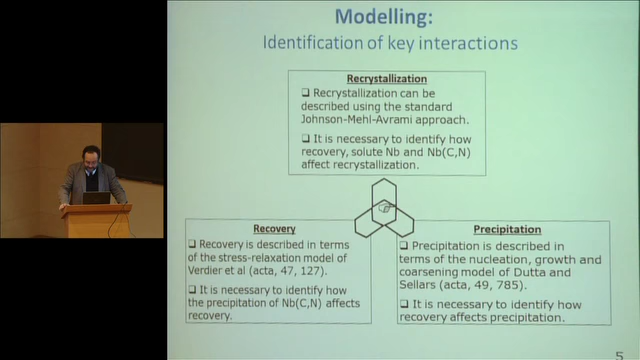 Modelling:
Identification of key interactions
Recrystallization
❑ Recrystallization can be
described using the standard
Johnson-Mehl-Avrami approach.
❑ It is necessary to identify how
recovery, solute Nb and Nb(C,N)
affect recrystallization.
Recovery
❑ Recovery is described in terms
of the stress-relaxation model of
Verdier et al (acta, 47, 127).
❑ It is necessary to identify how
the precipitation of Nb(C,N) affects
recovery.
Precipitation
❑ Precipitation is described in
terms of the nucleation, growth and
coarsening model of Dutta and
Sellars (acta, 49, 785).
❑ It is necessary to identify how
recovery affects precipitation.
5